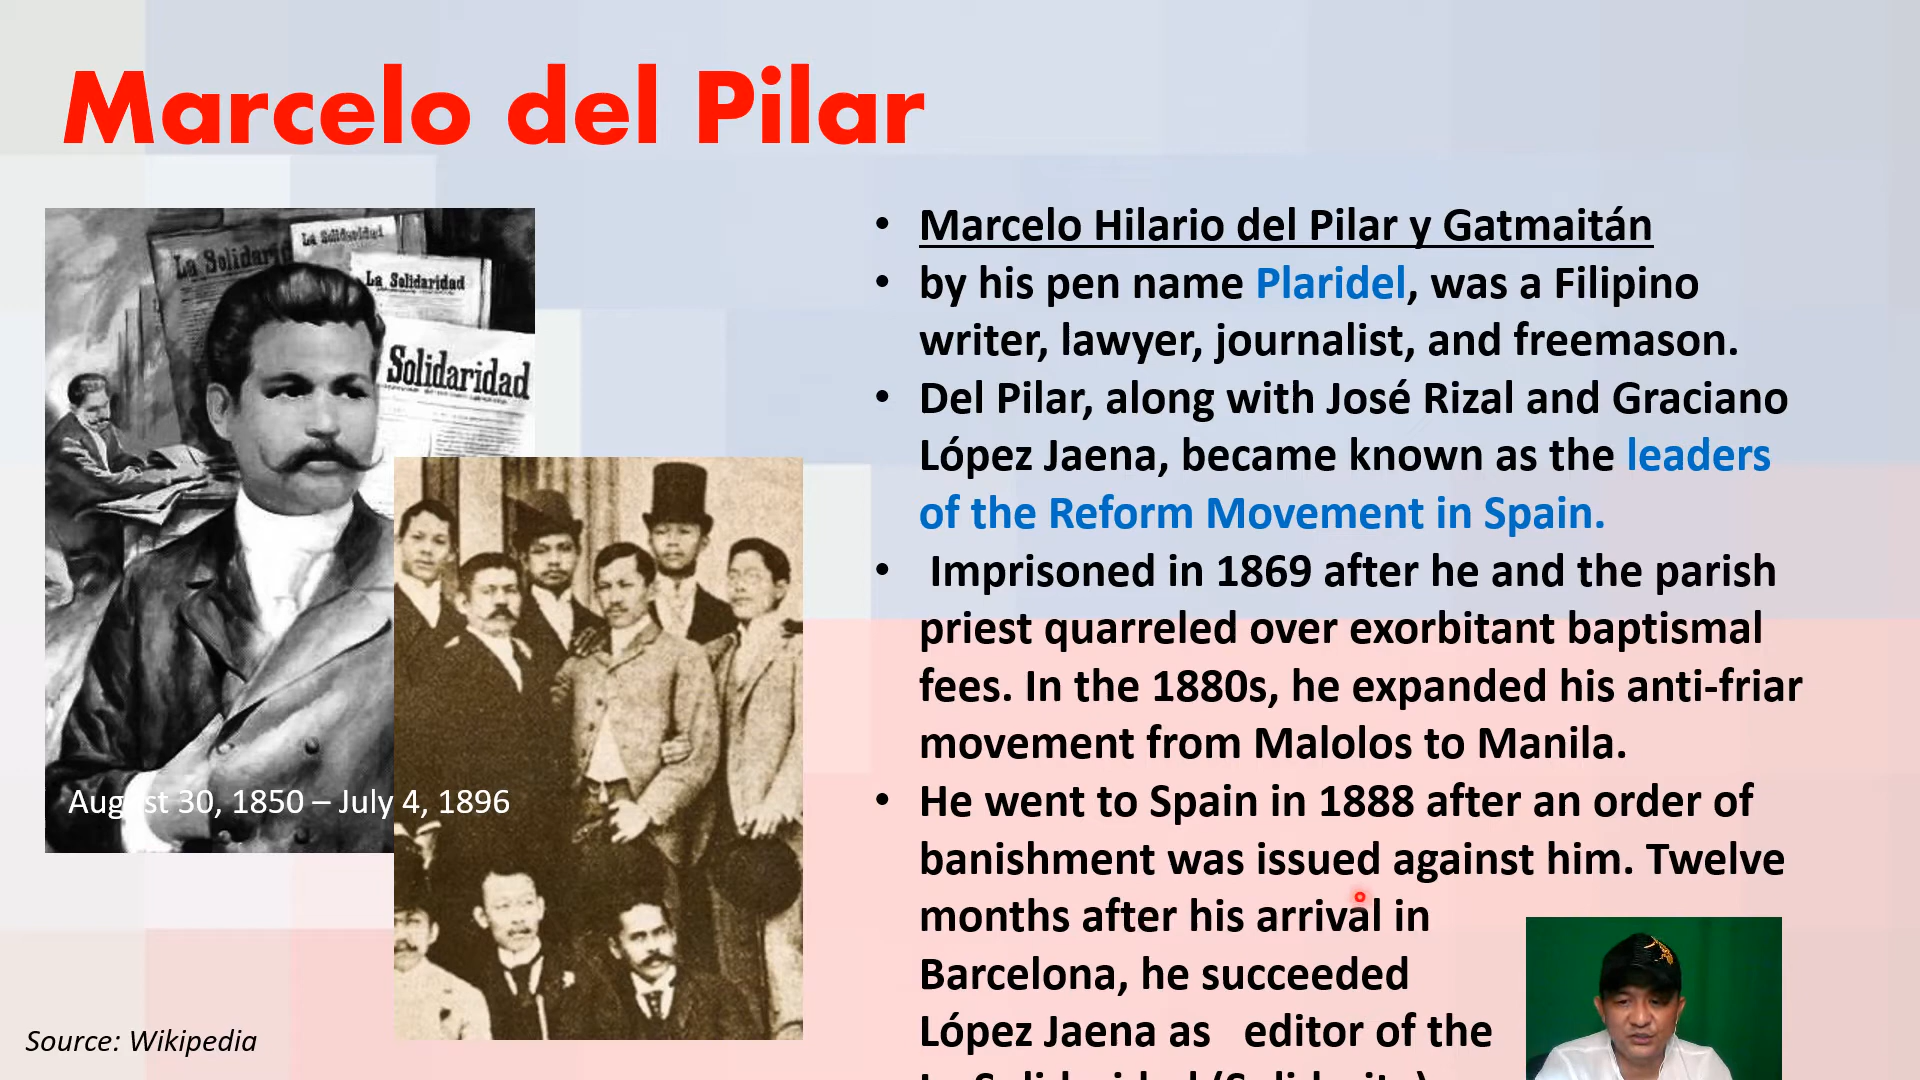 Marcelo del Pilar
La Solidaridad
La Solidaridad
La Solidaridad
Solidaridad
August 30, 1850 – July 4, 1896
Source: Wikipedia
• Marcelo Hilario del Pilar y Gatmaitán
• by his pen name Plaridel, was a Filipino
writer, lawyer, journalist, and freemason.
• Del Pilar, along with José Rizal and Graciano
López Jaena, became known as the leaders
of the Reform Movement in Spain.
• Imprisoned in 1869 after he and the parish
priest quarreled over exorbitant baptismal
fees. In the 1880s, he expanded his anti-friar
movement from Malolos to Manila.
• He went to Spain in 1888 after an order of
banishment was issued against him. Twelve
months after his arrival in
Barcelona, he succeeded
López Jaena as editor of the